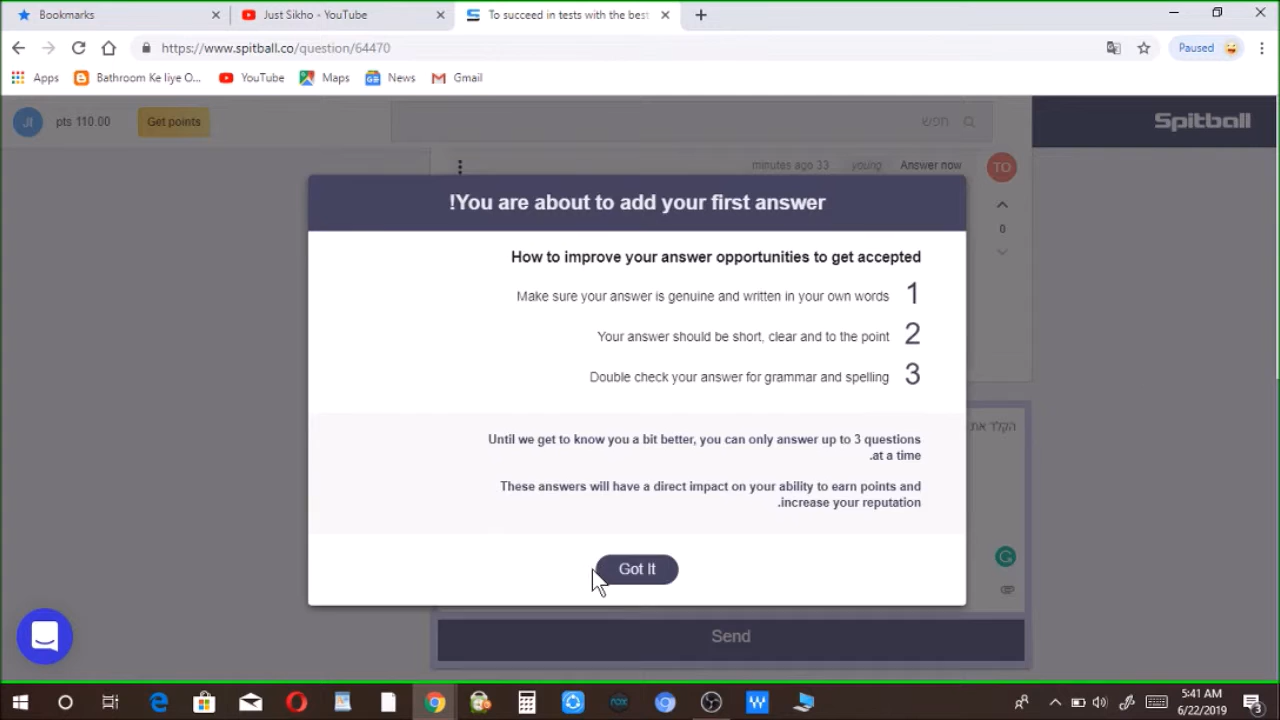 Bookmarks
Just Sikho - YouTube
To succeed in tests with the best
https://www.spitball.co/question/64470
Paused
Apps
Bathroom Ke liye O...
YouTube
Maps
News
Gmail
JI
pts 110.00
Get points
חפש
Spitball
minutes ago 33
young
Answer now
TO
0
!You are about to add your first answer
How to improve your answer opportunities to get accepted
Make sure your answer is genuine and written in your own words 1
Your answer should be short, clear and to the point 2
Double check your answer for grammar and spelling 3
Until we get to know you a bit better, you can only answer up to 3 questions
.at a time
These answers will have a direct impact on your ability to earn points and
.increase your reputation
הקלד את
Got It
Send
5:41 AM
6/22/2019
3